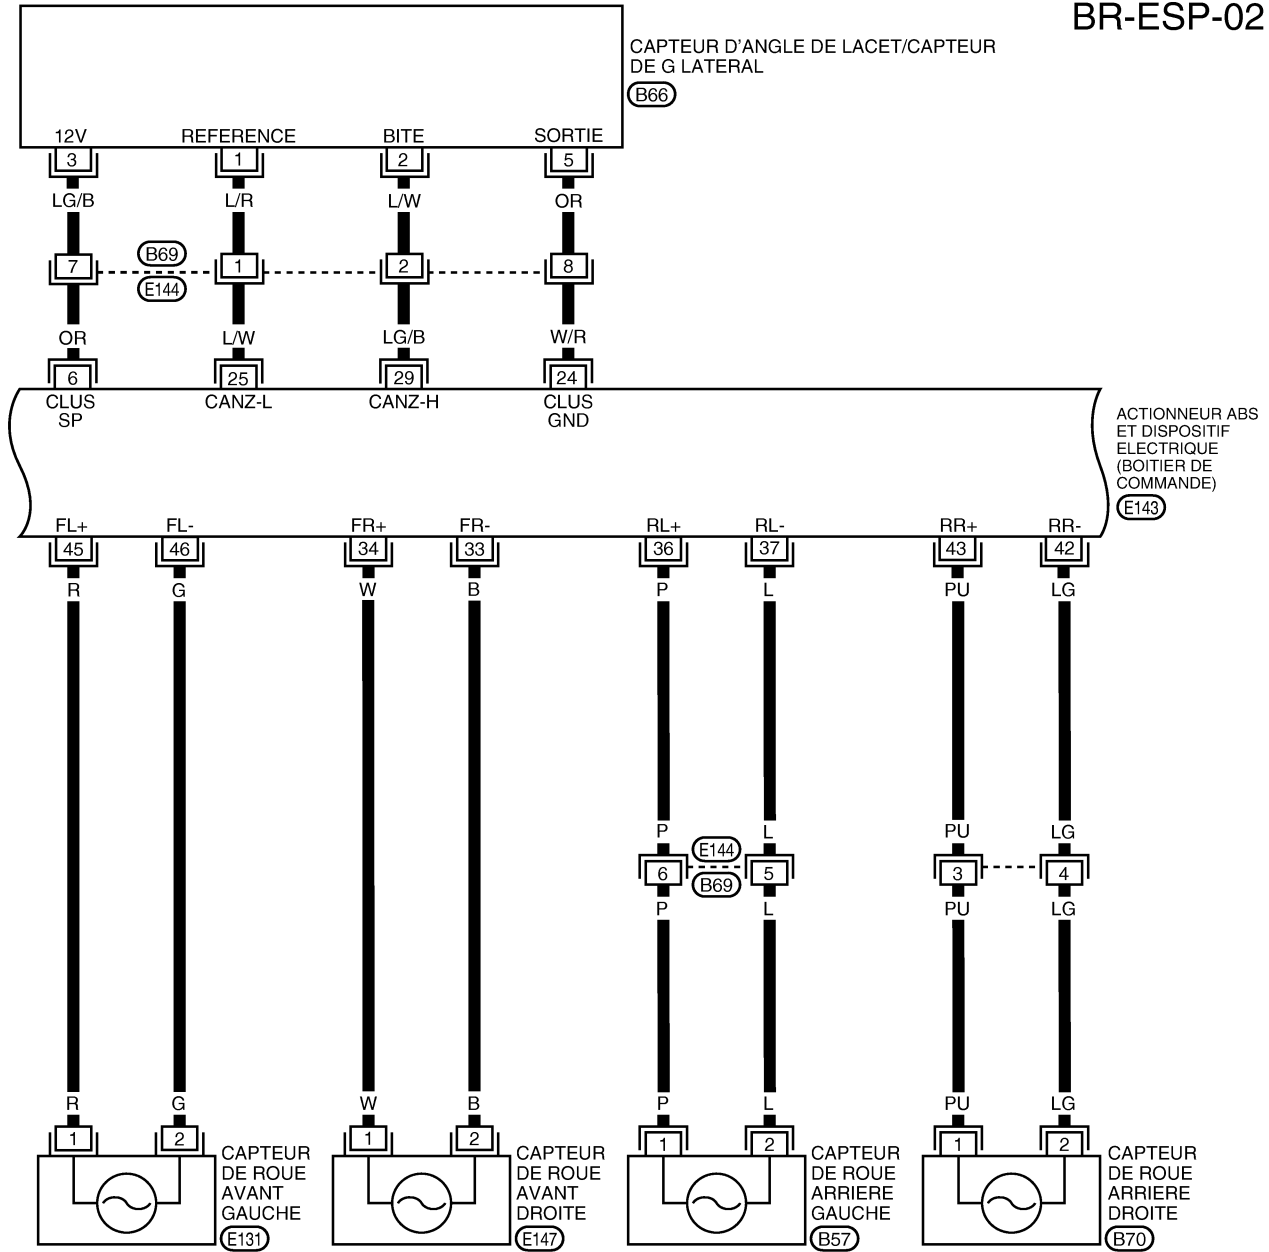 BR-ESP-02
CAPTEUR D'ANGLE DE LACET/CAPTEUR
DE G LATERAL
B66
12V REFERENCE BITE SORTIE
3 1 2 5
LG/B L/R L/W OR
B69
7 1 2 8
E144
OR L/W LG/B W/R
6 25 29 24
CLUS SP CANZ-L CANZ-H CLUS GND
ACTIONNEUR ABS
ET DISPOSITIF
ELECTRIQUE
(BOITIER DE
COMMANDE)
E143
FL+ FL- FR+ FR- RL+ RL- RR+ RR-
45 46 34 33 36 37 43 42
R G W B P L PU LG
P L PU LG
E144
6 5 3 4
B69
P L PU LG
R G W B P L PU LG
1 2 1 2 1 2 1 2
CAPTEUR
DE ROUE
AVANT
GAUCHE
E131
CAPTEUR
DE ROUE
AVANT
DROITE
E147
CAPTEUR
DE ROUE
ARRIERE
GAUCHE
B57
CAPTEUR
DE ROUE
ARRIERE
DROITE
B70